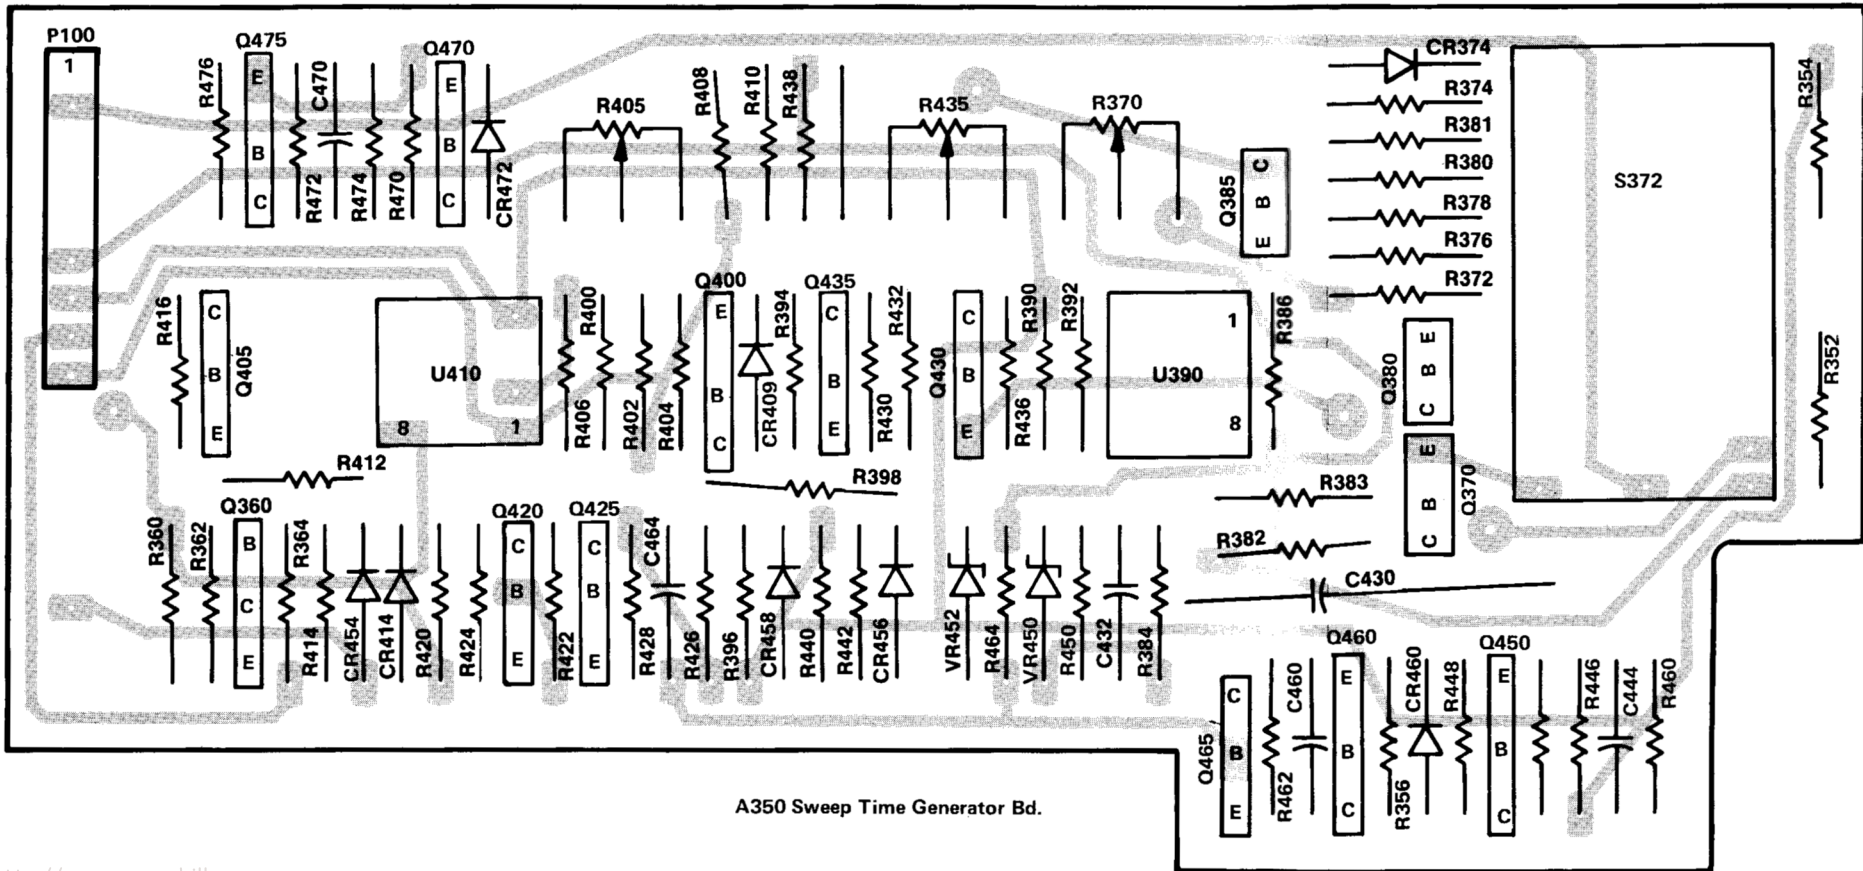 P100
1
R476
Q475
E
B
C
R472
C470
R474
R470
Q470
E
B
C
CR472
R405
R408
R410
R438
R435
R370
Q385
C
B
E
CR374
R374
R381
R380
R378
R376
R372
S372
R354
R416
C
B
E
Q405
U410
8
1
R400
R406
R402
R404
Q400
E
B
C
CR409
R394
Q435
C
B
E
R430
R432
Q430
C
B
E
R390
R436
R392
1
U390
8
R386
Q380
E
B
C
R352
R412
R398
R383
E
B
C
Q370
R382
R360
R362
Q360
B
C
E
R364
R414
CR454
CR414
R420
R424
Q420
C
B
E
R422
Q425
C
B
E
R428
C464
R426
R396
CR458
R440
R442
CR456
VR452
R464
VR450
R450
C432
R384
C430
Q465
C
B
E
R462
C460
Q460
E
B
C
R356
CR460
R448
Q450
E
B
C
R446
C444
R460
A350 Sweep Time Generator Bd.